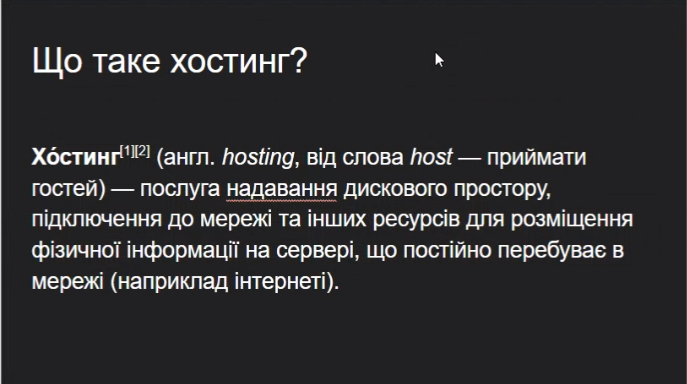 Що таке хостинг?
Хо́стинг[1][2] (англ. hosting, від слова host — приймати
гостей) — послуга надавання дискового простору,
підключення до мережі та інших ресурсів для розміщення
фізичної інформації на сервері, що постійно перебуває в
мережі (наприклад інтернеті).